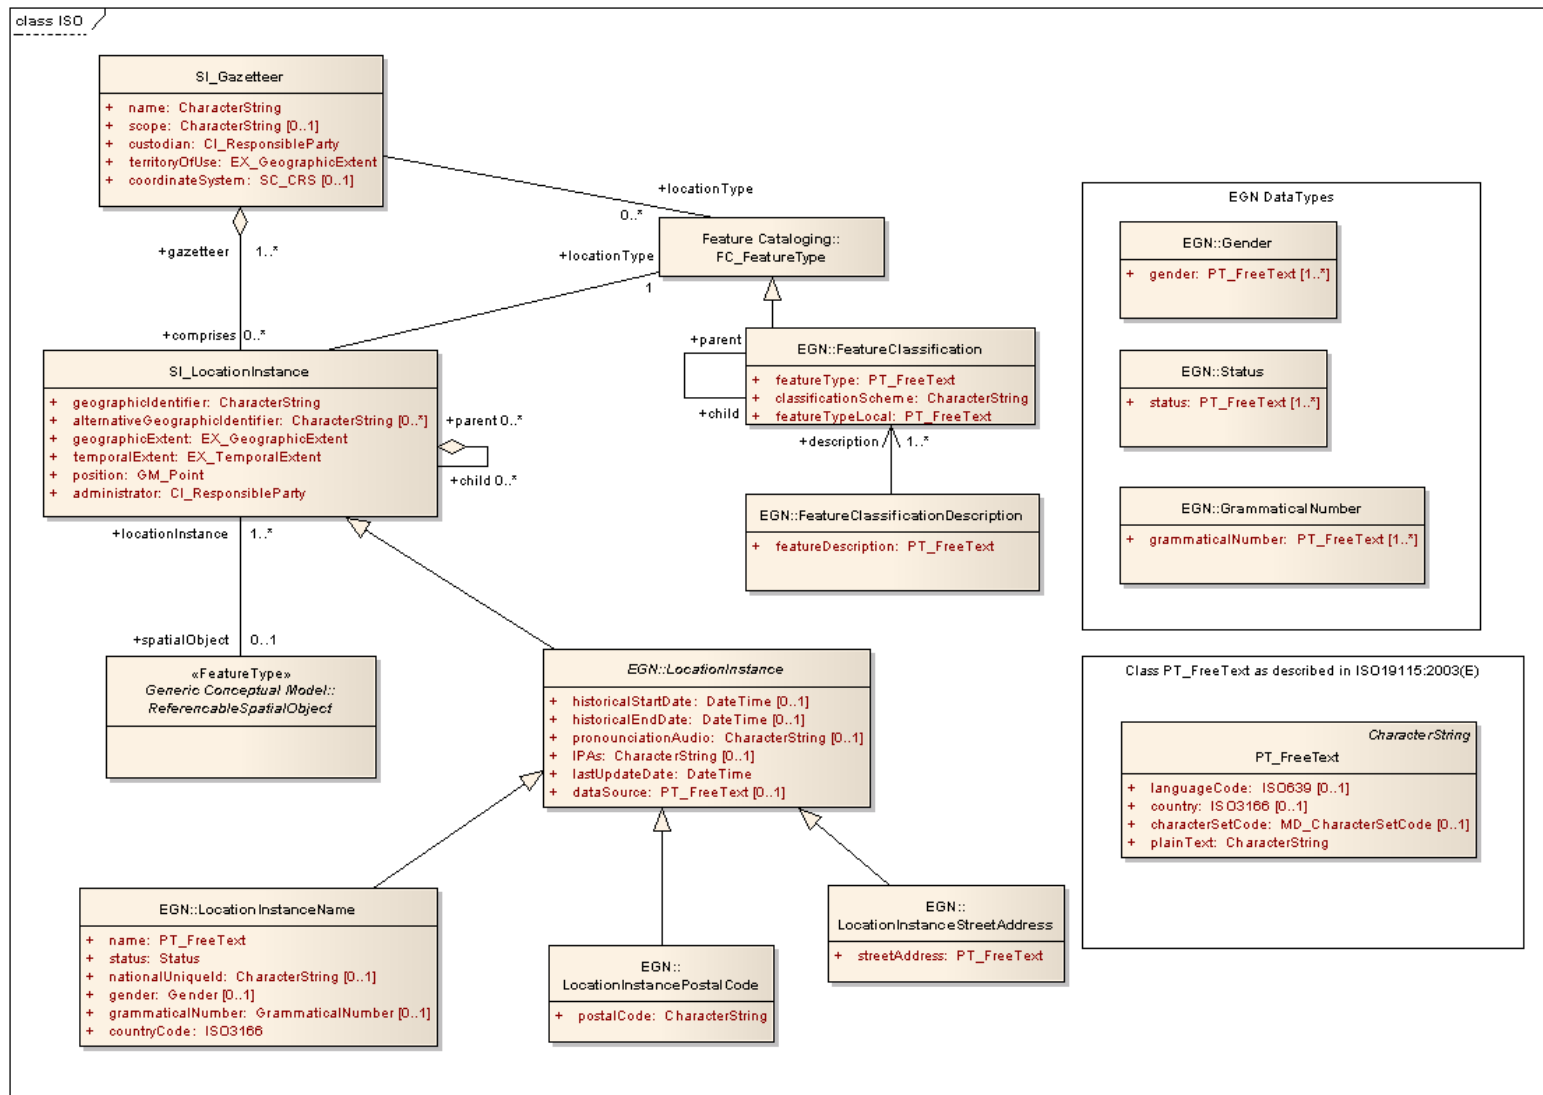 class ISO
SI_Gazetteer
+ name: CharacterString
+ scope: CharacterString [0..1]
+ custodian: CI_ResponsibleParty
+ territoryOfUse: EX_GeographicExtent
+ coordinateSystem: SC_CRS [0..1]
+locationType
0..*
+gazetteer 1..*
+locationType
1
Feature Cataloging::
FC_FeatureType
+comprises 0..*
SI_LocationInstance
+ geographicIdentifier: CharacterString
+ alternativeGeographicIdentifier: CharacterString [0..*]
+ geographicExtent: EX_GeographicExtent
+ temporalExtent: EX_TemporalExtent
+ position: GM_Point
+ administrator: CI_ResponsibleParty
+parent 0..*
+child 0..*
+parent
+child
EGN::FeatureClassification
+ featureType: PT_FreeText
+ classificationScheme: CharacterString
+ featureTypeLocal: PT_FreeText
+description 1..*
EGN::FeatureClassificationDescription
+ featureDescription: PT_FreeText
+locationInstance 1..*
+spatialObject 0..1
«FeatureType»
Generic Conceptual Model::
ReferencableSpatialObject
EGN::LocationInstance
+ historicalStartDate: DateTime [0..1]
+ historicalEndDate: DateTime [0..1]
+ pronounciationAudio: CharacterString [0..1]
+ IPAs: CharacterString [0..1]
+ lastUpdateDate: DateTime
+ dataSource: PT_FreeText [0..1]
EGN::LocationInstanceName
+ name: PT_FreeText
+ status: Status
+ nationalUniqueId: CharacterString [0..1]
+ gender: Gender [0..1]
+ grammaticalNumber: GrammaticalNumber [0..1]
+ countryCode: ISO3166
EGN::
LocationInstancePostalCode
+ postalCode: CharacterString
EGN::
LocationInstanceStreetAddress
+ streetAddress: PT_FreeText
EGN DataTypes
EGN::Gender
+ gender: PT_FreeText [1..*]
EGN::Status
+ status: PT_FreeText [1..*]
EGN::GrammaticalNumber
+ grammaticalNumber: PT_FreeText [1..*]
Class PT_FreeText as described in ISO19115:2003(E)
CharacterString
PT_FreeText
+ languageCode: ISO639 [0..1]
+ country: ISO3166 [0..1]
+ characterSetCode: MD_CharacterSetCode [0..1]
+ plainText: CharacterString